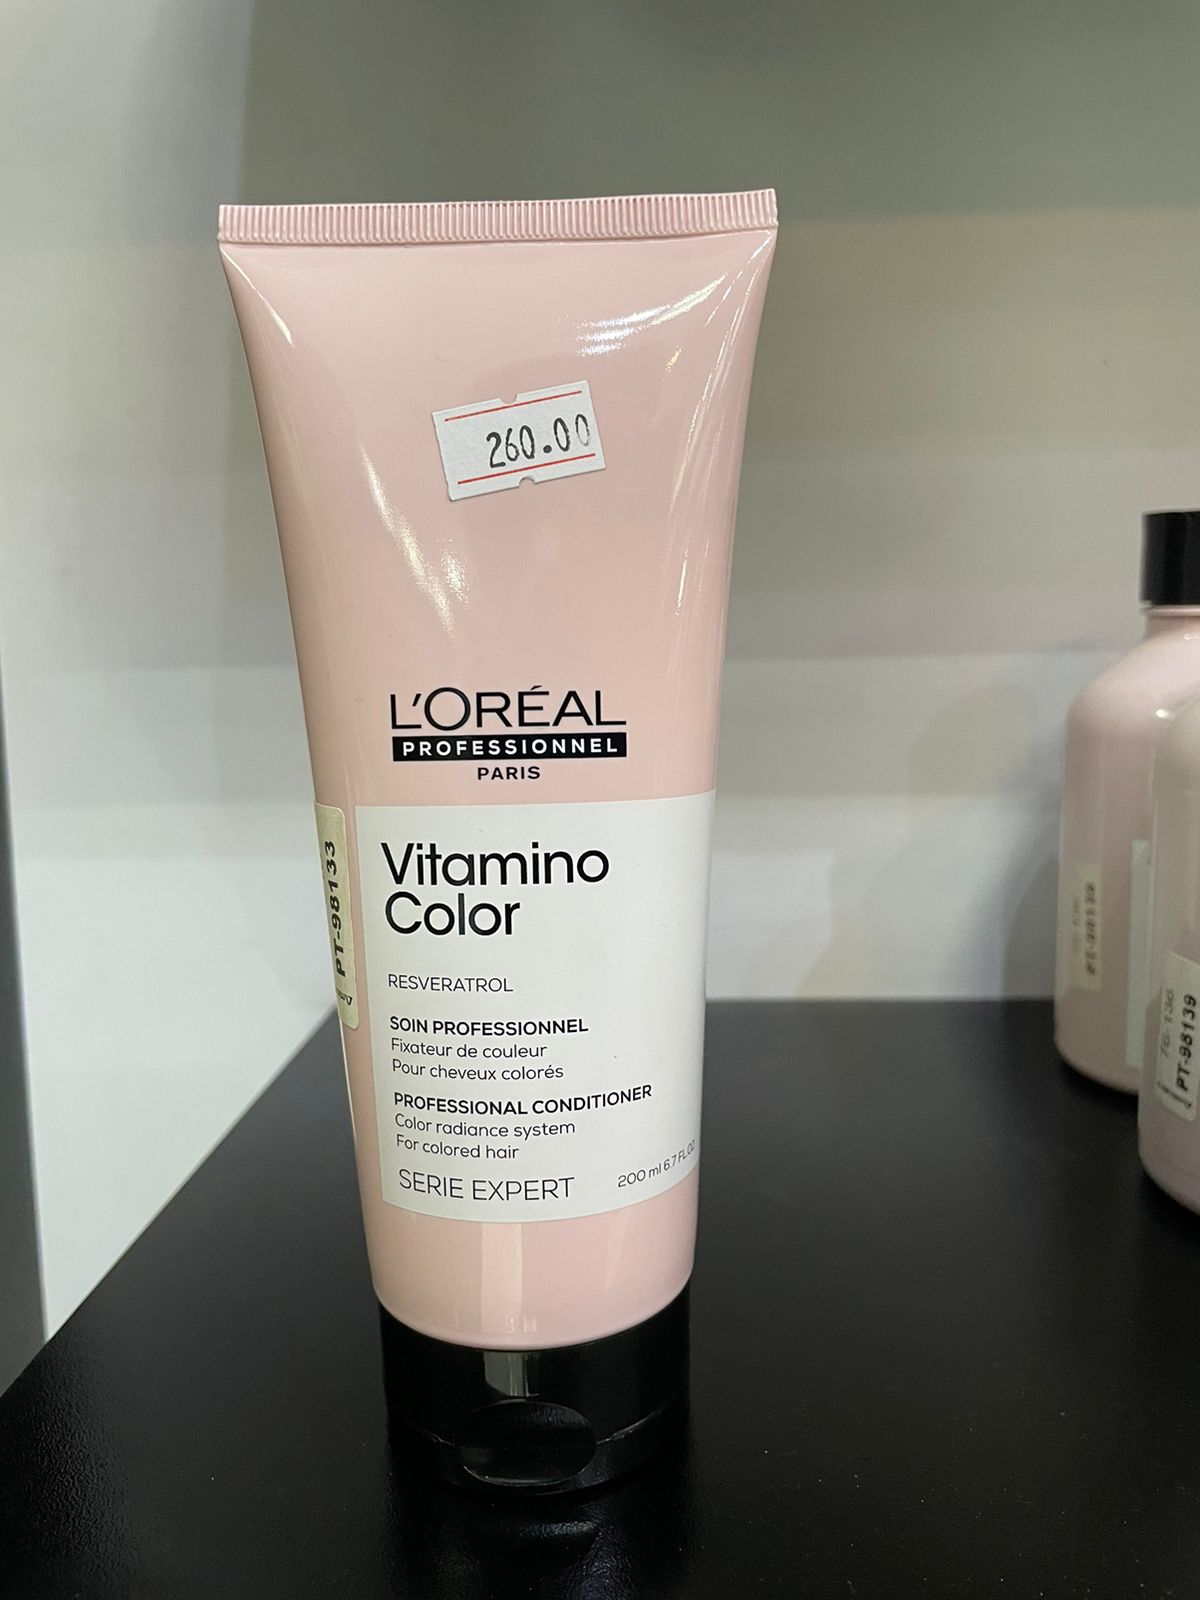 260.00
L'ORÉAL
PROFESSIONNEL
PARIS
Vitamino
Color
RESVERATROL
SOIN PROFESSIONNEL
Fixateur de couleur
Pour cheveux colorés
PROFESSIONAL CONDITIONER
Color radiance system
For colored hair
SERIE EXPERT
200 ml 6.7 FL.OZ.
PT-98133
PT-98139